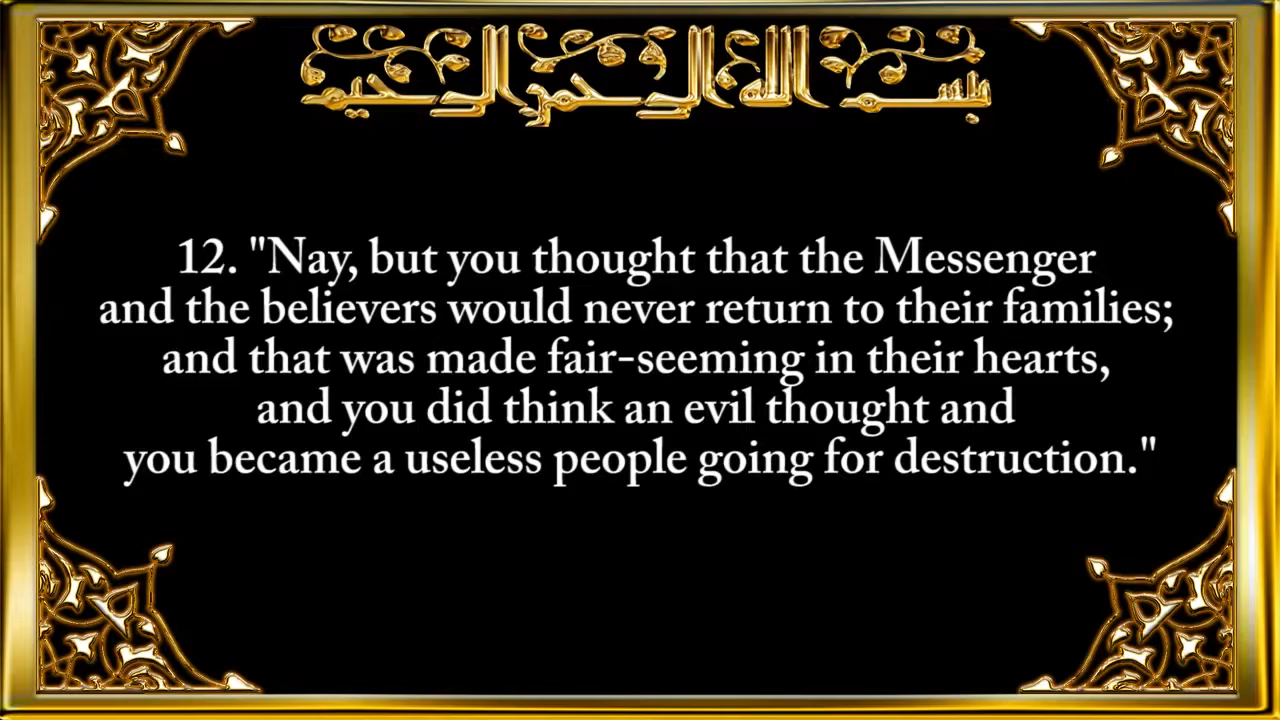 بسم الله الرحمن الرحيم
12. "Nay, but you thought that the Messenger
and the believers would never return to their families;
and that was made fair-seeming in their hearts,
and you did think an evil thought and
you became a useless people going for destruction."